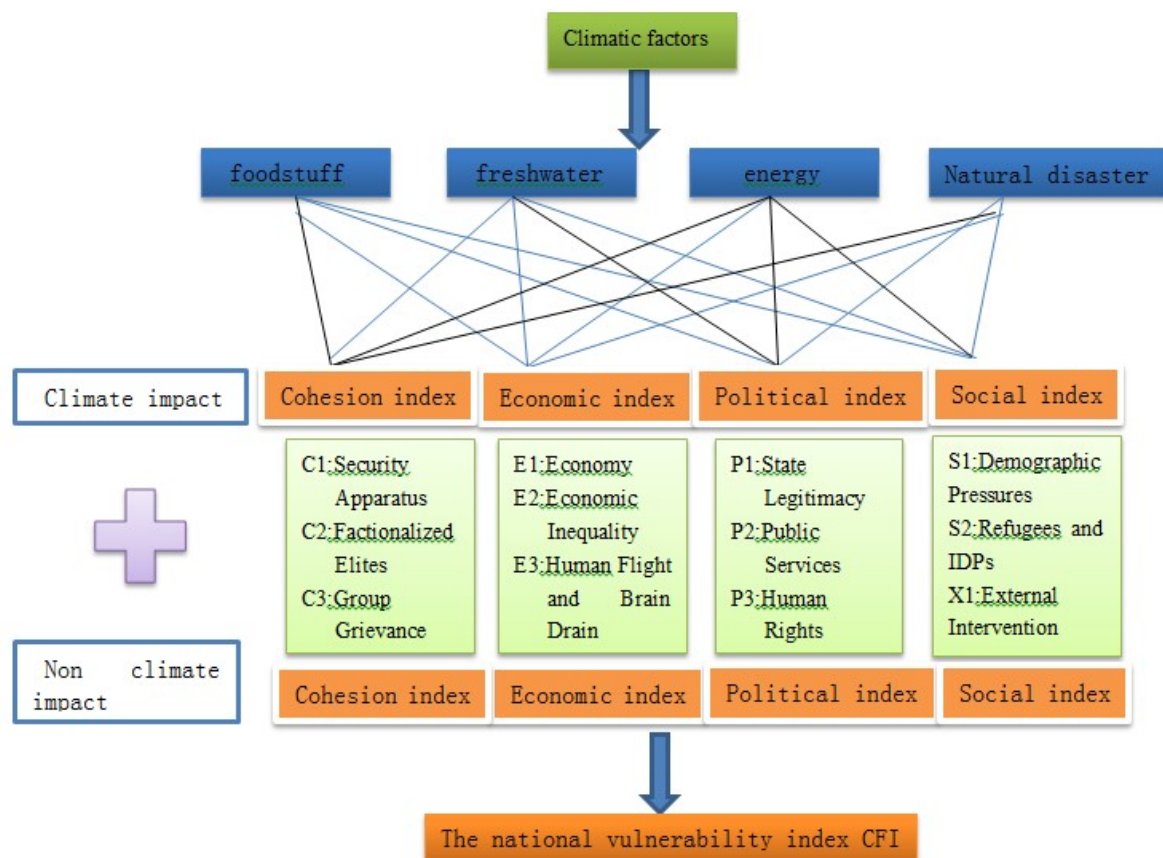 Climatic factors
foodstuff
freshwater
energy
Natural disaster
Climate impact
Cohesion index
Economic index
Political index
Social index
C1:Security
Apparatus
C2:Factionalized
Elites
C3:Group
Grievance
E1:Economy
E2:Economic
Inequality
E3:Human Flight
and Brain
Drain
P1:State
Legitimacy
P2:Public
Services
P3:Human
Rights
S1:Demographic
Pressures
S2:Refugees and
IDPs
X1:External
Intervention
Non climate
impact
Cohesion index
Economic index
Political index
Social index
The national vulnerability index CFI